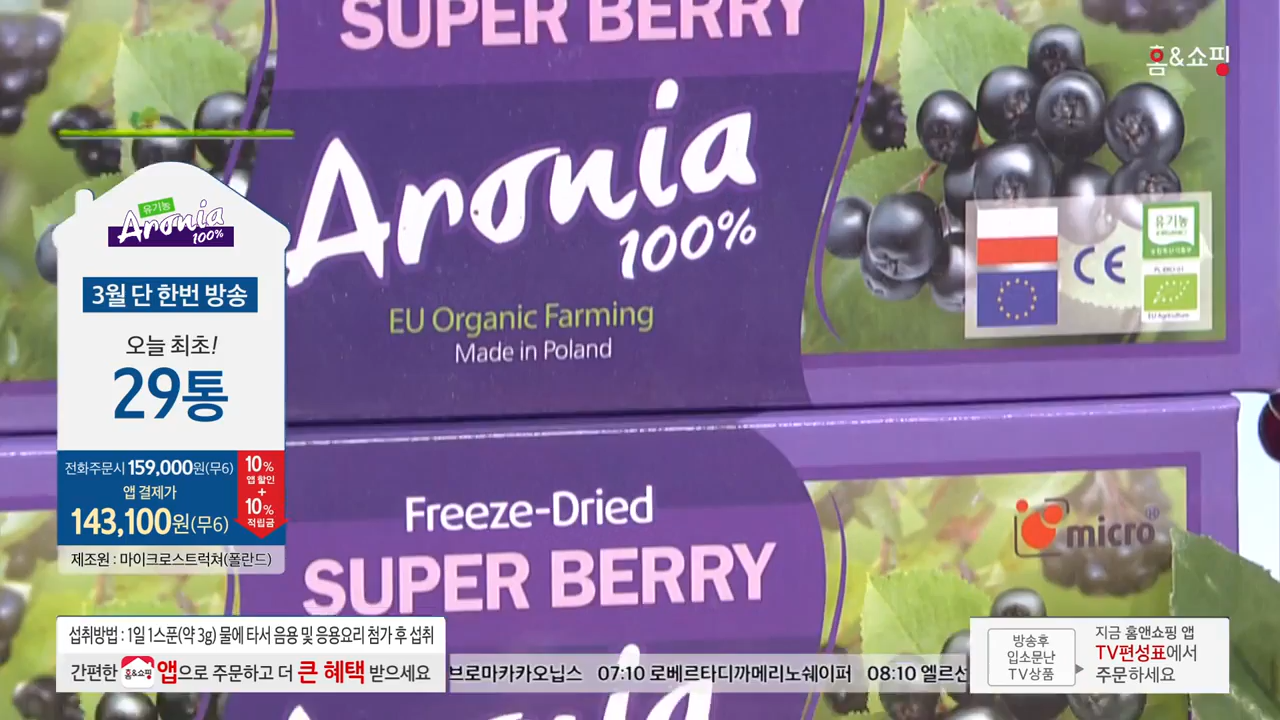 SUPER BERRY
Aronia
100%
EU Organic Farming
Made in Poland
홈&쇼핑
CE
유기농
EU Agriculture
Freeze-Dried
SUPER BERRY
micro
유기농
Aronia
100%
3월 단 한번 방송
오늘 최초!
29통
전화주문시 159,000원(무6)
앱 결제가
143,100원(무6)
10%
앱 할인
+
10%
적립금
제조원 : 마이크로스트럭쳐(폴란드)
섭취방법 : 1일 1스푼(약 3g) 물에 타서 음용 및 응용요리 첨가 후 섭취
간편한 홈&쇼핑 앱으로 주문하고 더 큰 혜택 받으세요
브로마카카오닙스 07:10 로베르타디까메리노쉐이퍼 08:10 엘르선
방송후
입소문난
TV상품
지금 홈앤쇼핑 앱
TV편성표에서
주문하세요